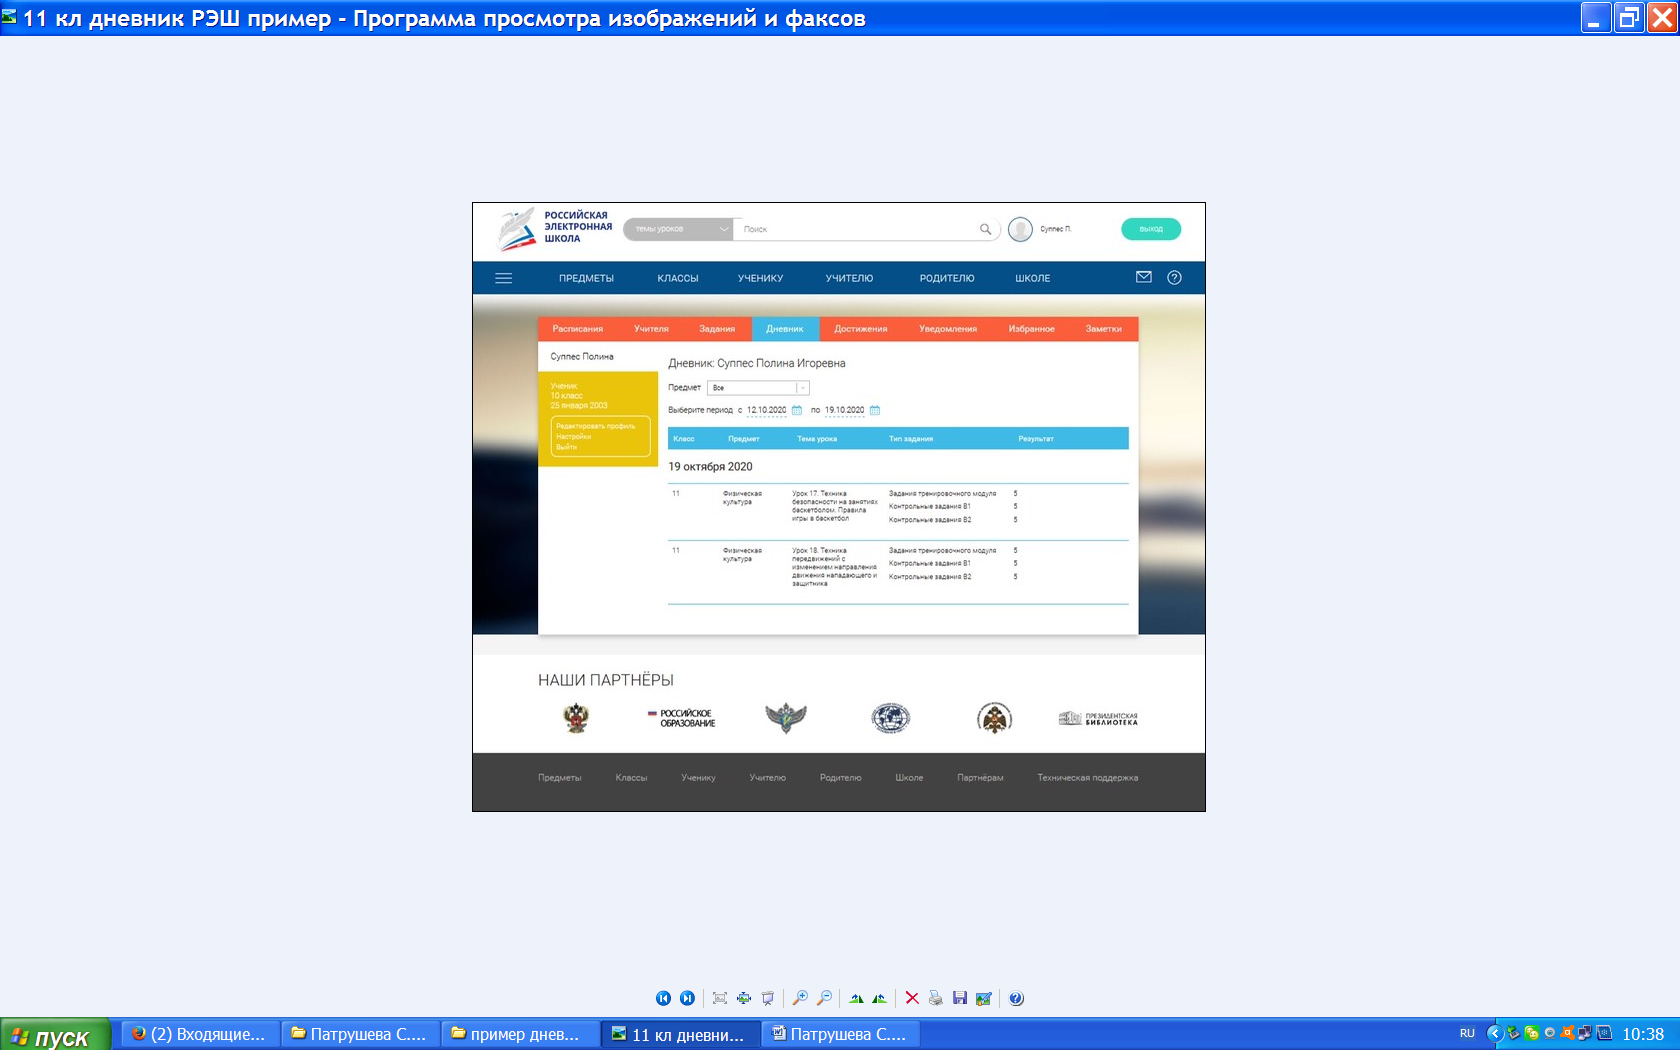 11 кл дневник РЭШ пример - Программа просмотра изображений и факсов
РОССИЙСКАЯ
ЭЛЕКТРОННАЯ
ШКОЛА
темы уроков
Поиск
Суппес П.
выход
ПРЕДМЕТЫ КЛАССЫ УЧЕНИКУ УЧИТЕЛЮ РОДИТЕЛЮ ШКОЛЕ
Расписания Учителя Задания Дневник Достижения Уведомления Избранное Заметки
Суппес Полина
Ученик
10 класс
25 января 2003
Редактировать профиль
Настройки
Выйти
Дневник: Суппес Полина Игоревна
Предмет Все
Выберите период с 12.10.2020 по 19.10.2020
Класс Предмет Тема урока Тип задания Результат
19 октября 2020
11
Физическая
культура
Урок 17. Техника
безопасности на занятиях
баскетболом. Правила
игры в баскетбол
Задания тренировочного модуля 5
Контрольные задания В1 5
Контрольные задания В2 5
11
Физическая
культура
Урок 18. Техника
передвижений с
изменением направления
движения нападающего и
защитника
Задания тренировочного модуля 5
Контрольные задания В1 5
Контрольные задания В2 5
НАШИ ПАРТНЁРЫ
РОССИЙСКОЕ
ОБРАЗОВАНИЕ
ПРЕЗИДЕНТСКАЯ
БИБЛИОТЕКА
Предметы Классы Ученику Учителю Родителю Школе Партнёрам Техническая поддержка
пуск
(2) Входящие...
Патрушева С....
пример днев...
11 кл дневни...
Патрушева С....
RU
10:38